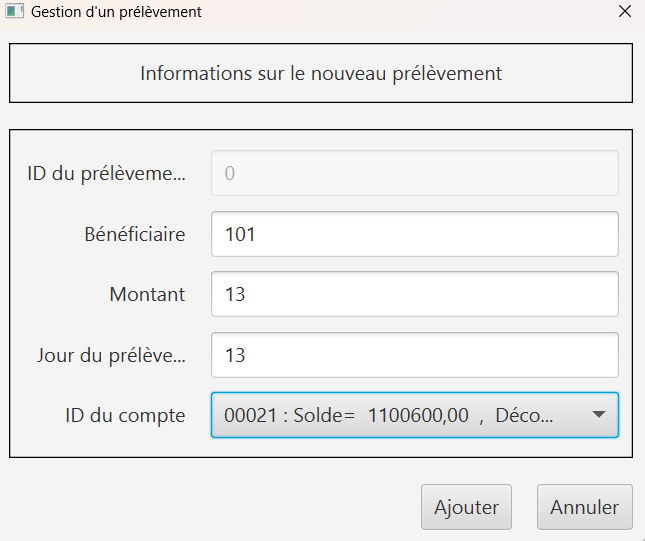 Gestion d'un prélèvement
Informations sur le nouveau prélèvement
ID du prélèveme... 0
Bénéficiaire 101
Montant 13
Jour du prélève... 13
ID du compte 00021 : Solde= 1100600,00 , Déco...
Ajouter Annuler